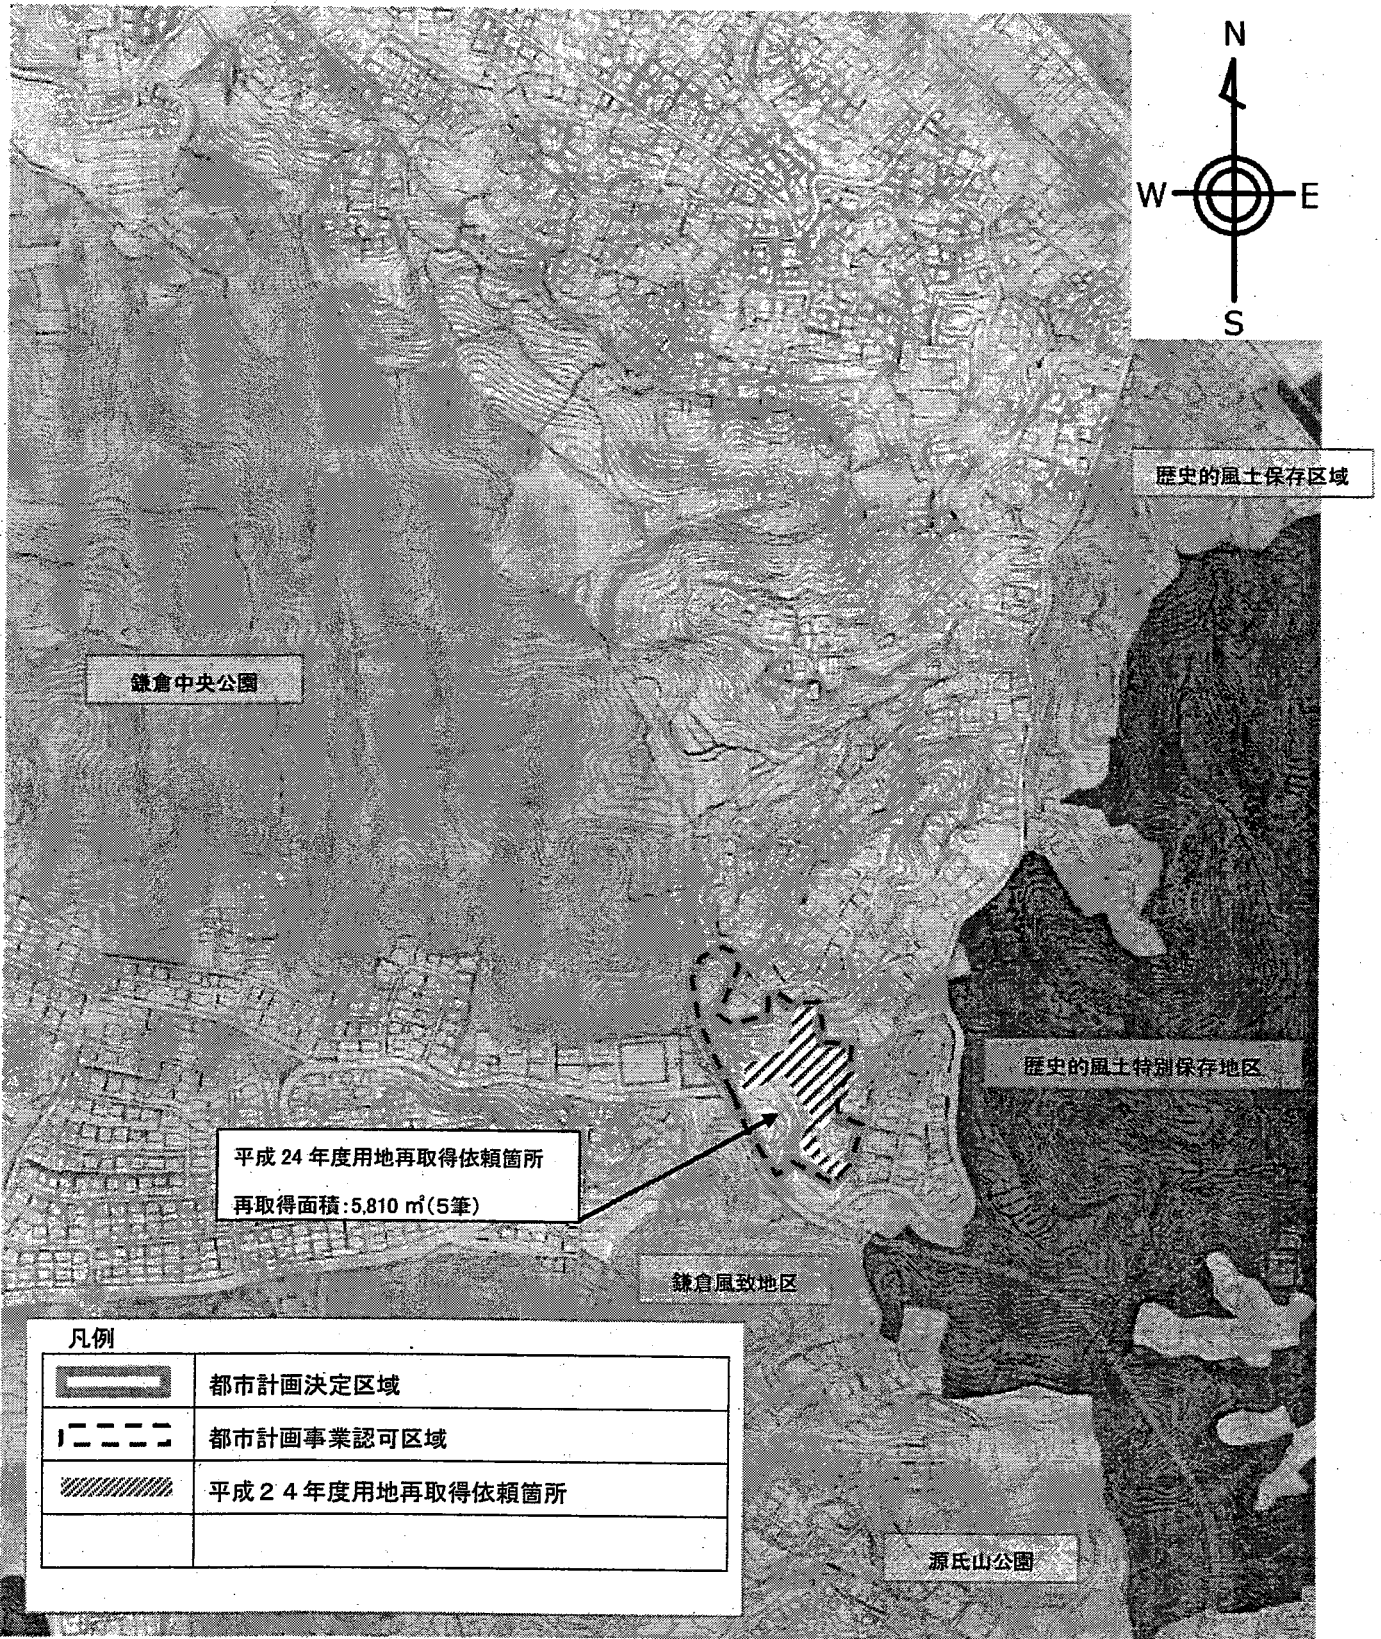 N
W E
S
歴史的風土保存区域
鎌倉中央公園
歴史的風土特別保存地区
平成24年度用地再取得依頼箇所
再取得面積:5,810 ㎡(5筆)
鎌倉風致地区
凡例
都市計画決定区域
都市計画事業認可区域
平成24年度用地再取得依頼箇所
源氏山公園